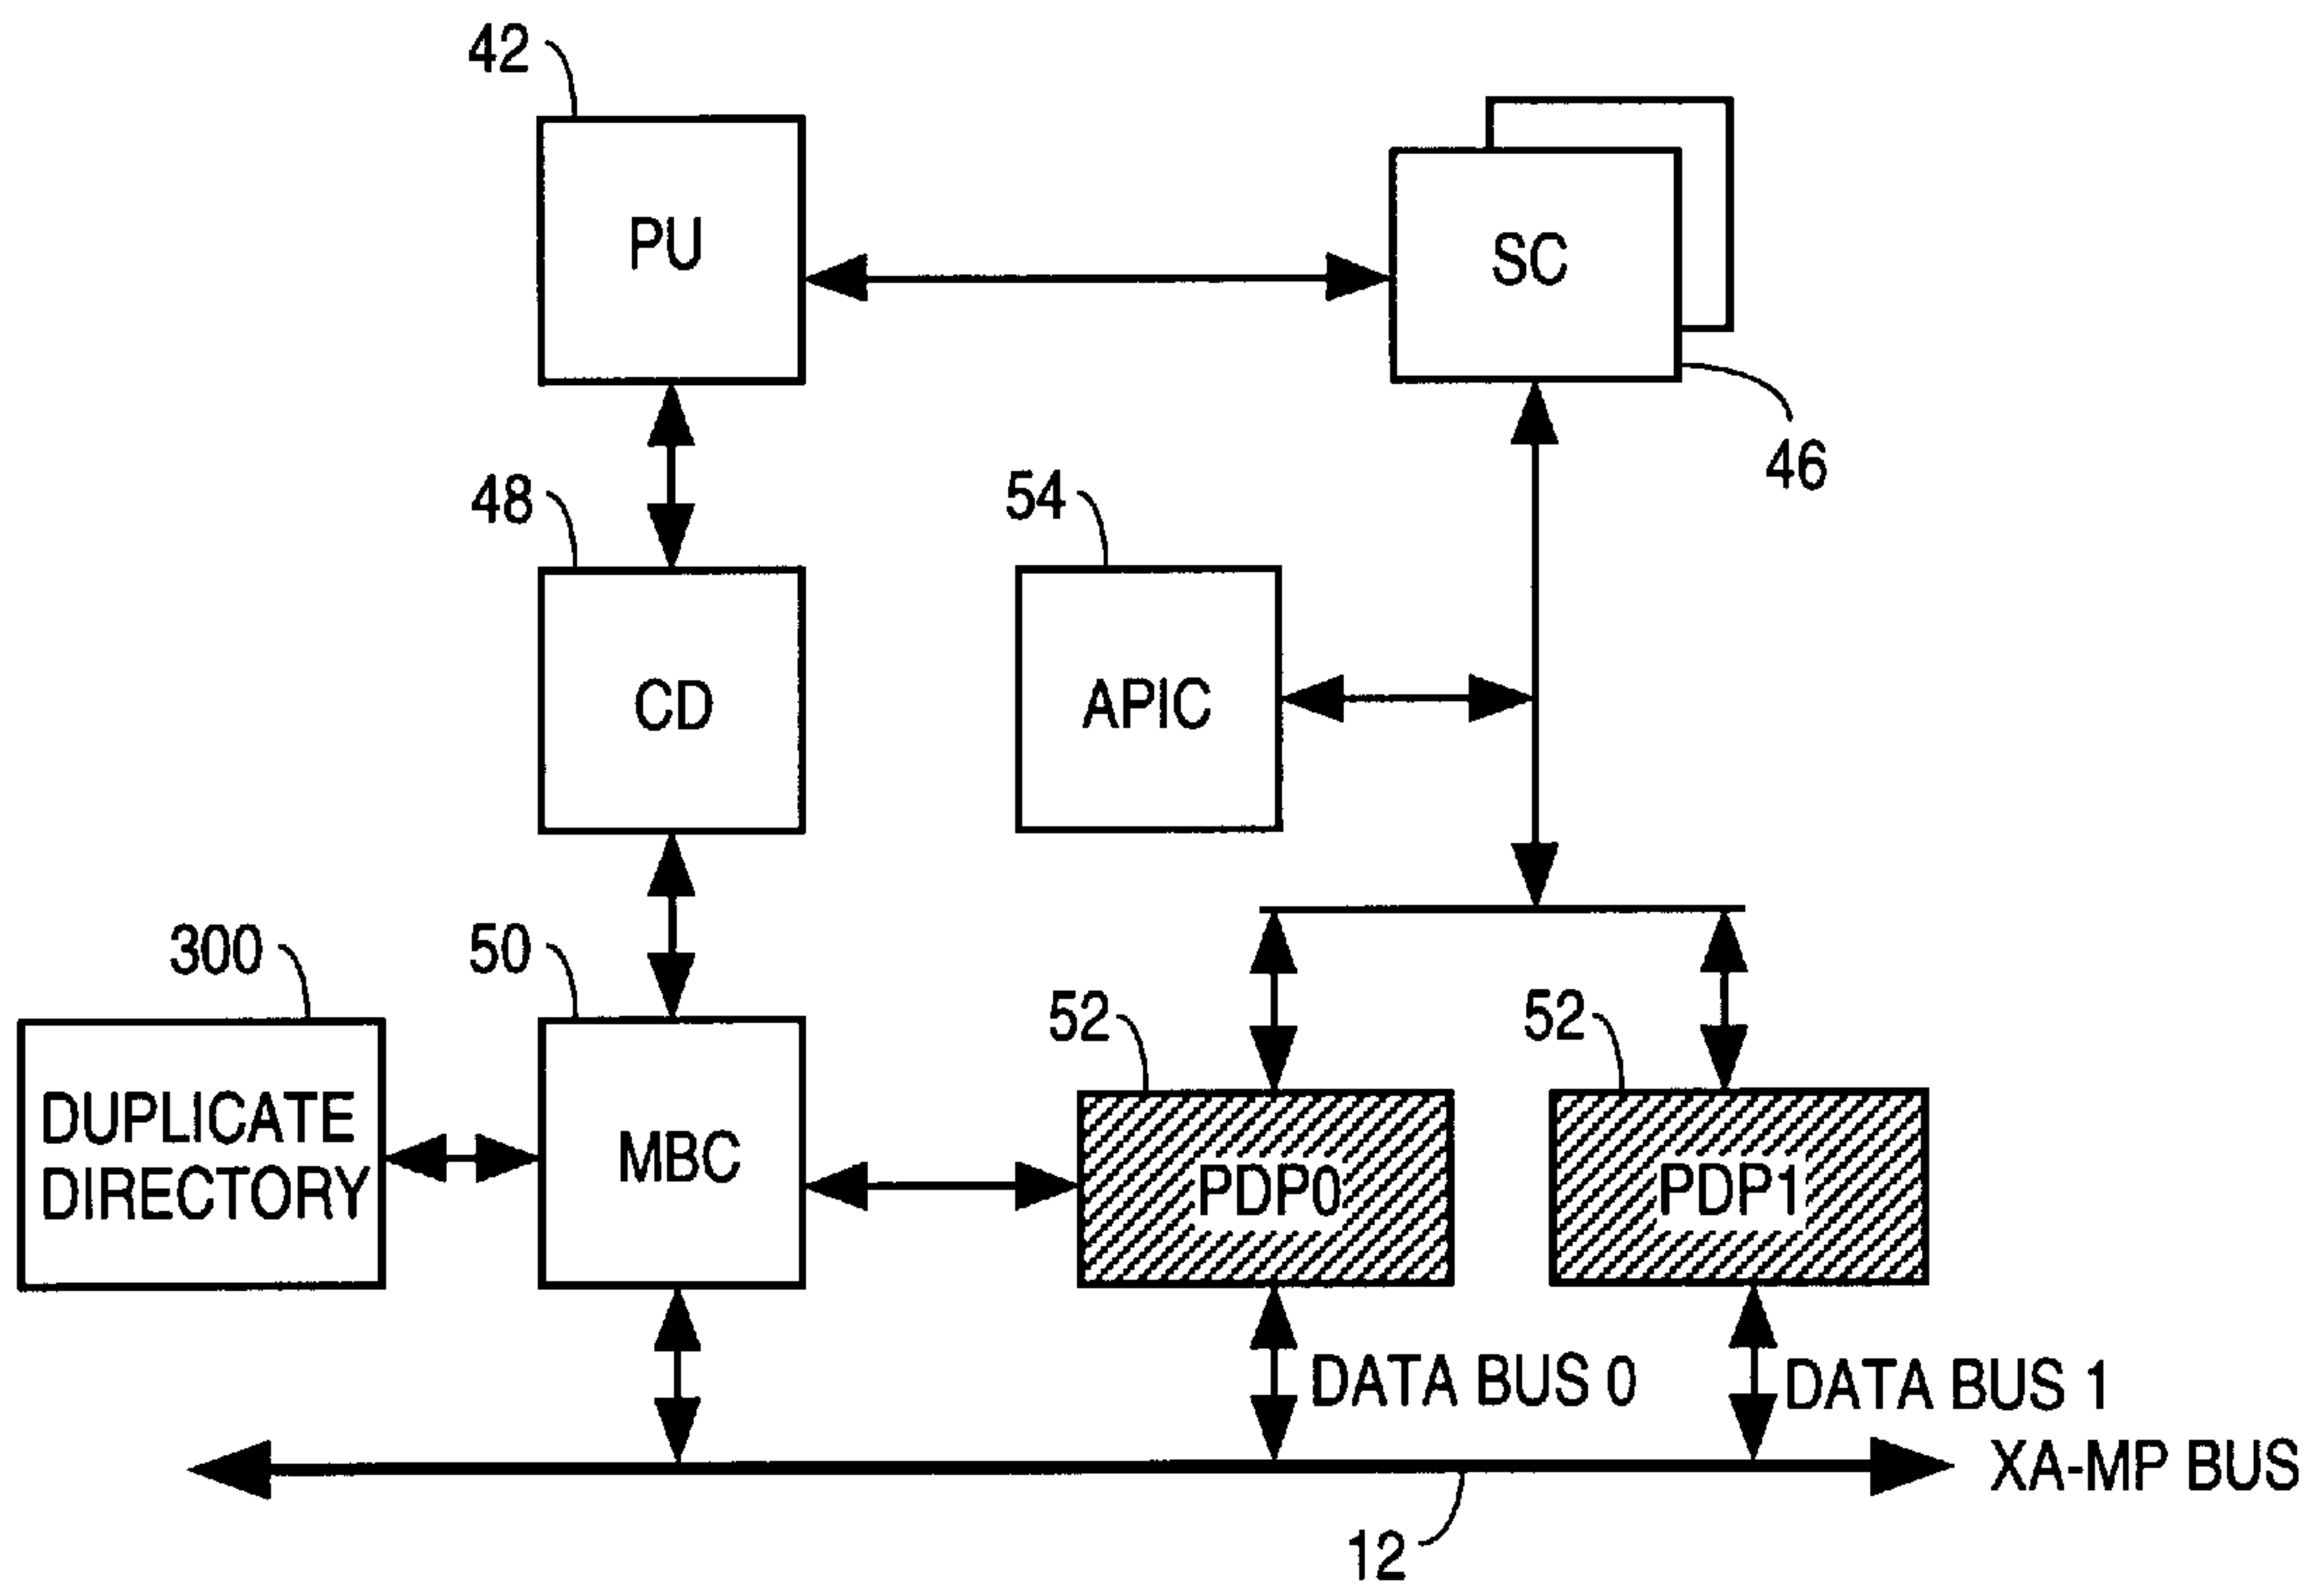 42
PU
SC
46
48
54
CD
APIC
300
50
52
52
DUPLICATE
DIRECTORY
MBC
PDP0
PDP1
DATA BUS 0
DATA BUS 1
XA-MP BUS
12